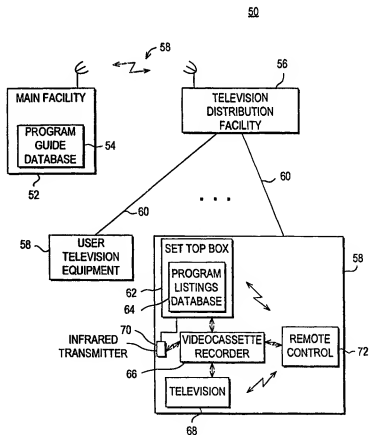 50
58
MAIN FACILITY
PROGRAM
GUIDE
DATABASE
54
52
56
TELEVISION
DISTRIBUTION
FACILITY
60
60
. . .
58
USER
TELEVISION
EQUIPMENT
58
SET TOP BOX
PROGRAM
LISTINGS
DATABASE
62
64
70
INFRARED
TRANSMITTER
VIDEOCASSETTE
RECORDER
66
REMOTE
CONTROL
72
TELEVISION
68